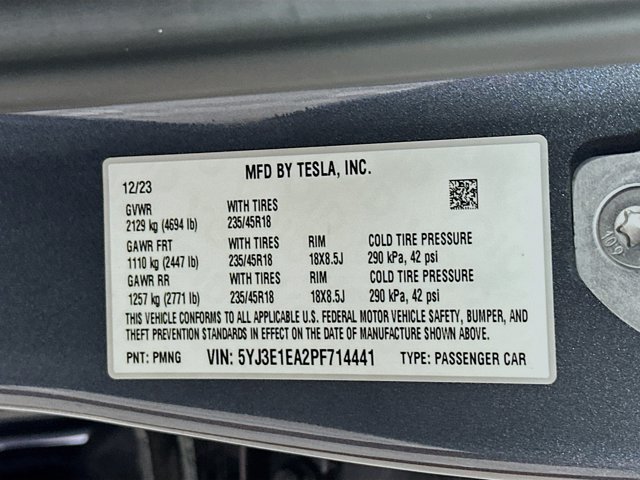 MFD BY TESLA, INC.
12/23
GVWR WITH TIRES
2129 kg (4694 lb) 235/45R18
GAWR FRT WITH TIRES RIM COLD TIRE PRESSURE
1110 kg (2447 lb) 235/45R18 18X8.5J 290 kPa, 42 psi
GAWR RR WITH TIRES RIM COLD TIRE PRESSURE
1257 kg (2771 lb) 235/45R18 18X8.5J 290 kPa, 42 psi
THIS VEHICLE CONFORMS TO ALL APPLICABLE U.S. FEDERAL MOTOR VEHICLE SAFETY, BUMPER, AND
THEFT PREVENTION STANDARDS IN EFFECT ON THE DATE OF MANUFACTURE SHOWN ABOVE.
PNT: PMNG VIN: 5YJ3E1EA2PF714441 TYPE: PASSENGER CAR